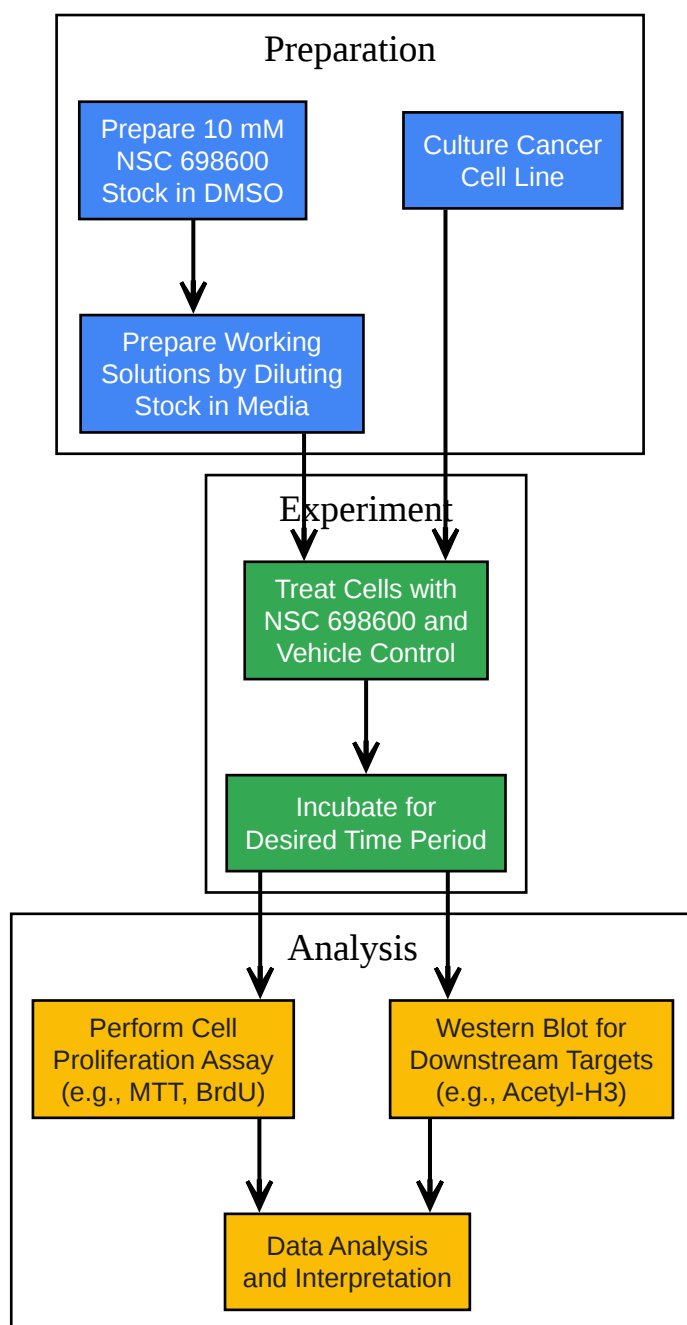 Preparation
Prepare 10 mM
NSC 698600
Stock in DMSO
Culture Cancer
Cell Line
Prepare Working
Solutions by Diluting
Stock in Media
Experiment
Treat Cells with
NSC 698600 and
Vehicle Control
Incubate for
Desired Time Period
Analysis
Perform Cell
Proliferation Assay
(e.g., MTT, BrdU)
Western Blot for
Downstream Targets
(e.g., Acetyl-H3)
Data Analysis
and Interpretation